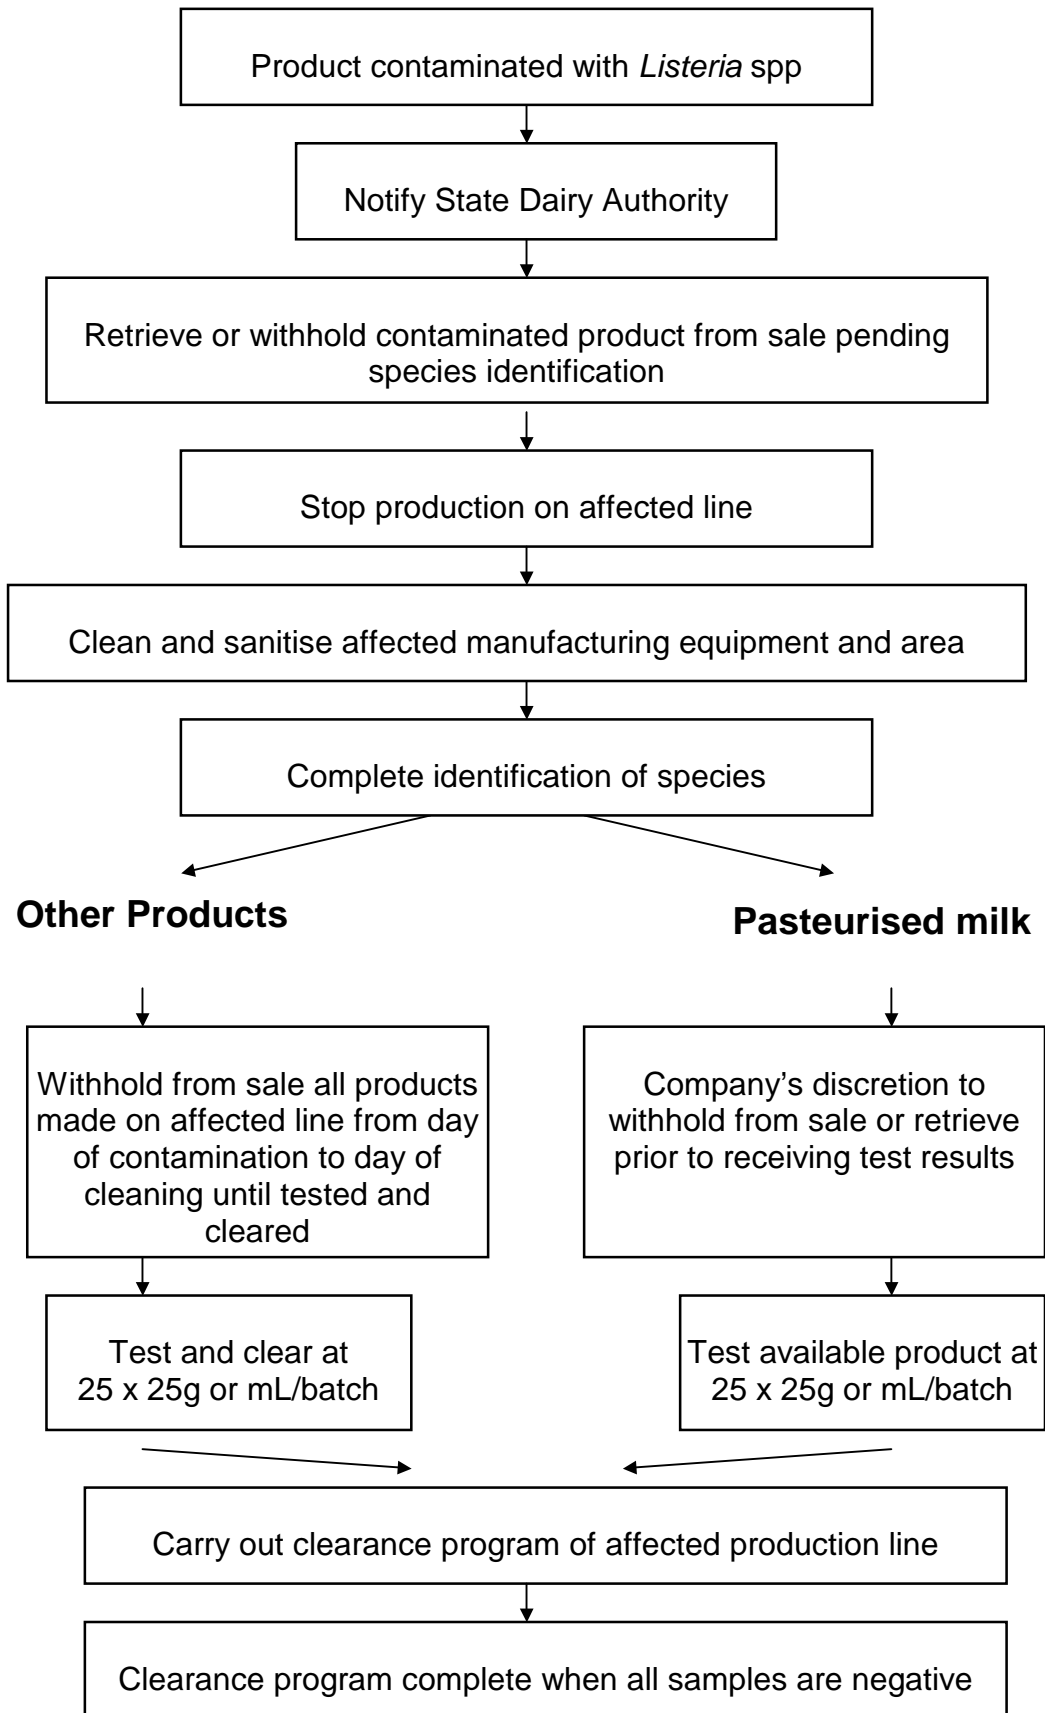 Product contaminated with Listeria spp
Notify State Dairy Authority
Retrieve or withhold contaminated product from sale pending
species identification
Stop production on affected line
Clean and sanitise affected manufacturing equipment and area
Complete identification of species
Other Products
Pasteurised milk
Withhold from sale all products
made on affected line from day
of contamination to day of
cleaning until tested and
cleared
Company’s discretion to
withhold from sale or retrieve
prior to receiving test results
Test and clear at
25 x 25g or mL/batch
Test available product at
25 x 25g or mL/batch
Carry out clearance program of affected production line
Clearance program complete when all samples are negative